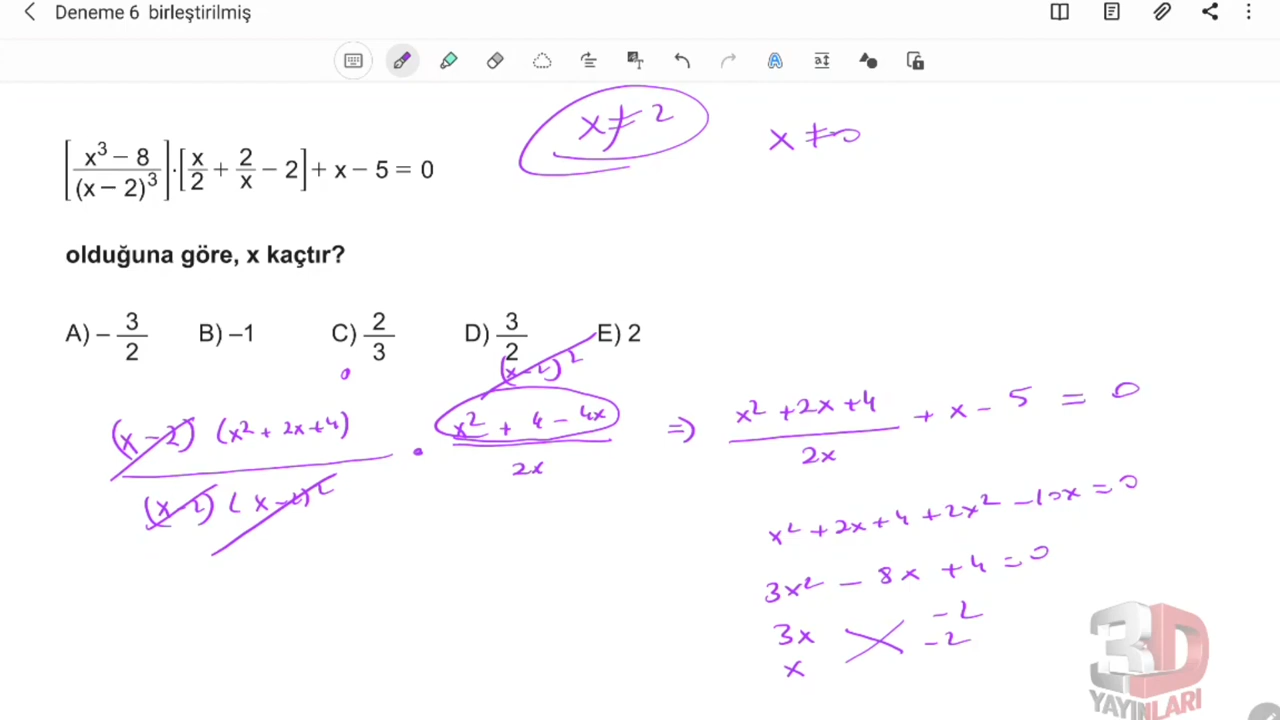 Deneme 6 birleştirilmiş
x ≠ 2
x ≠ 0
[x³ – 8 / (x – 2)³] · [x/2 + 2/x – 2] + x – 5 = 0
olduğuna göre, x kaçtır?
A) – 3/2 B) –1 C) 2/3 D) 3/2 E) 2
(x-2)²
(x-2) (x² + 2x + 4) / (x-2) (x-2)² · x² + 4 - 4x / 2x ⇒ x² + 2x + 4 / 2x + x - 5 = 0
x² + 2x + 4 + 2x² - 10x = 0
3x² - 8x + 4 = 0
3x -2
x -2
3D
YAYINLARI